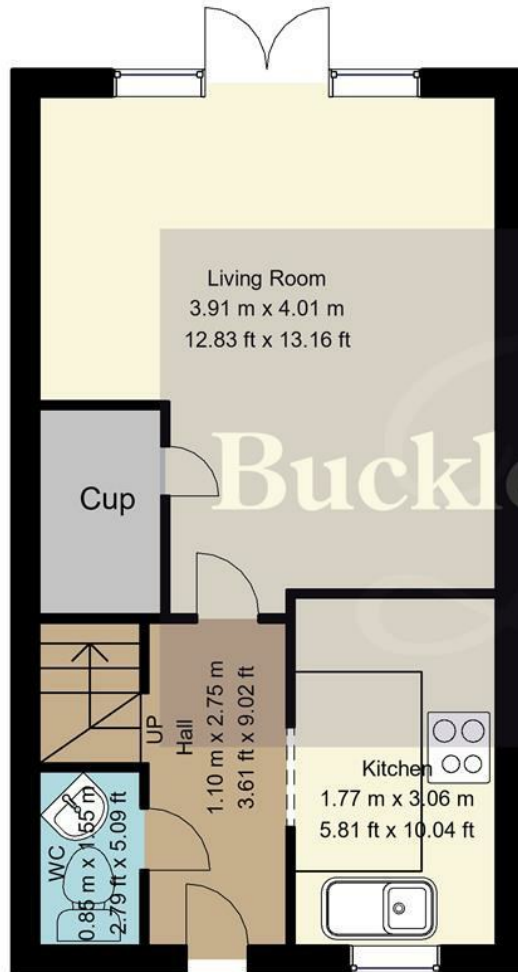 Living Room
3.91 m x 4.01 m
12.83 ft x 13.16 ft
Buckle
Cup
UP
Hall
1.10 m x 2.75 m
3.61 ft x 9.02 ft
Kitchen
1.77 m x 3.06 m
5.81 ft x 10.04 ft
WC
0.85 m x 1.55 m
2.79 ft x 5.09 ft